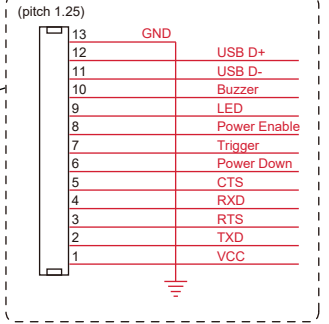 (pitch 1.25)
13 GND
12 USB D+
11 USB D-
10 Buzzer
9 LED
8 Power Enable
7 Trigger
6 Power Down
5 CTS
4 RXD
3 RTS
2 TXD
1 VCC